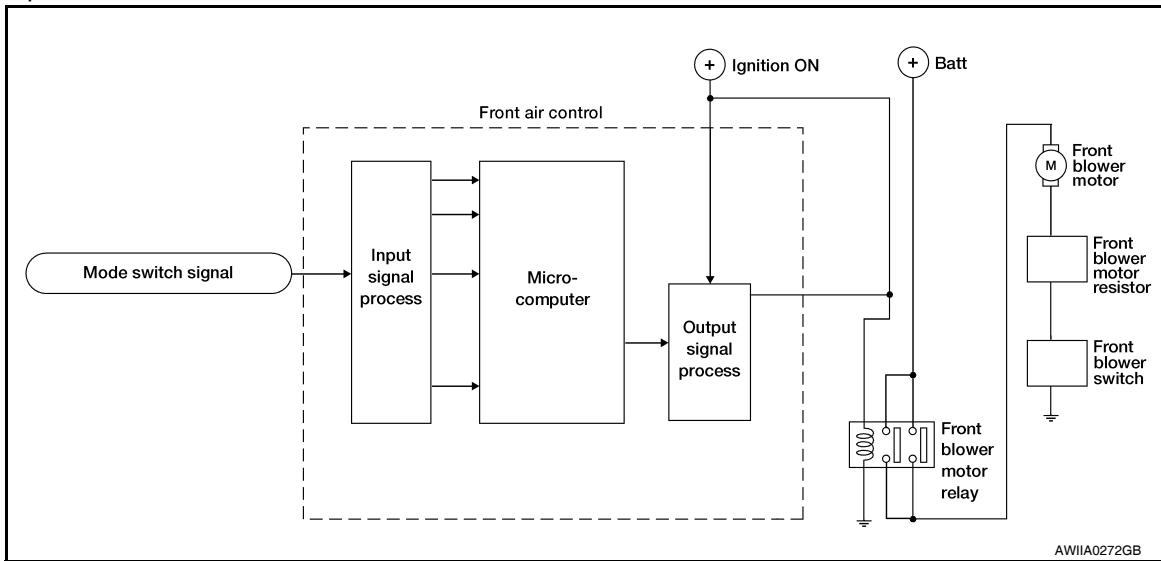 Ignition ON
Batt
Front air control
Mode switch signal
Input
signal
process
Micro-
computer
Output
signal
process
Front
blower
motor
relay
M
Front
blower
motor
Front
blower
motor
resistor
Front
blower
switch
AWIIA0272GB